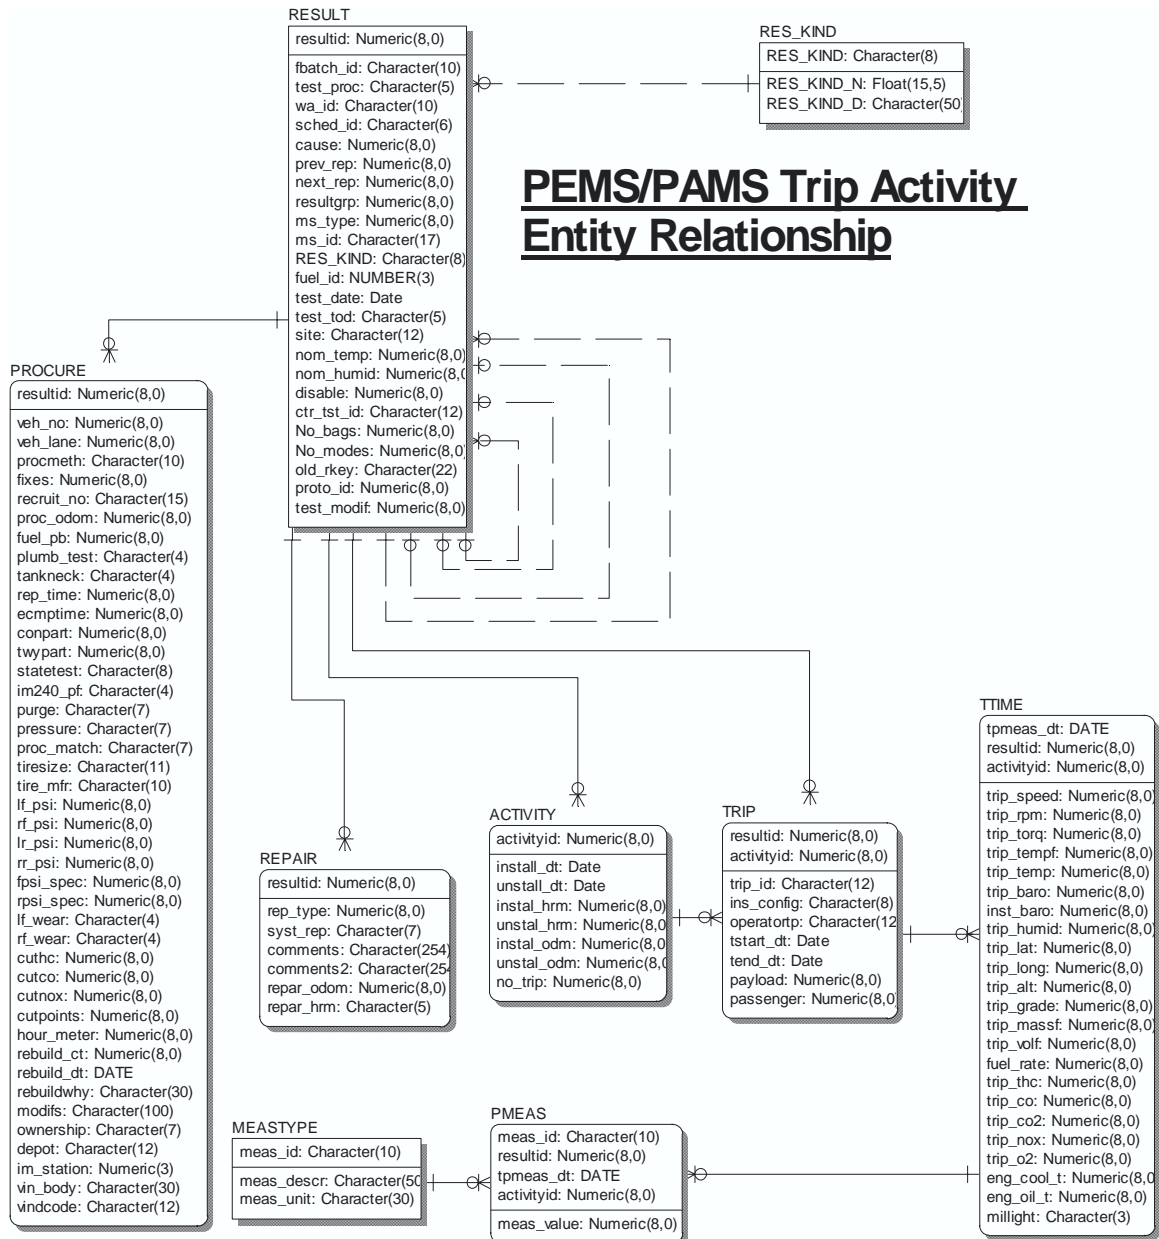 RESULT
resultid: Numeric(8,0)
fbatch_id: Character(10)
test_proc: Character(5)
wa_id: Character(10)
sched_id: Character(6)
cause: Numeric(8,0)
prev_rep: Numeric(8,0)
next_rep: Numeric(8,0)
resultgrp: Numeric(8,0)
ms_type: Numeric(8,0)
ms_id: Character(17)
RES_KIND: Character(8)
fuel_id: NUMBER(3)
test_date: Date
test_tod: Character(5)
site: Character(12)
nom_temp: Numeric(8,0)
nom_humid: Numeric(8,0
disable: Numeric(8,0)
ctr_tst_id: Character(12)
No_bags: Numeric(8,0)
No_modes: Numeric(8,0)
old_rkey: Character(22)
proto_id: Numeric(8,0)
test_modif: Numeric(8,0)
RES_KIND
RES_KIND: Character(8)
RES_KIND_N: Float(15,5)
RES_KIND_D: Character(50)
PEMS/PAMS Trip Activity
Entity Relationship
PROCURE
resultid: Numeric(8,0)
veh_no: Numeric(8,0)
veh_lane: Numeric(8,0)
procmeth: Character(10)
fixes: Numeric(8,0)
recruit_no: Character(15)
proc_odom: Numeric(8,0)
fuel_pb: Numeric(8,0)
plumb_test: Character(4)
tankneck: Character(4)
rep_time: Numeric(8,0)
ecmptime: Numeric(8,0)
conpart: Numeric(8,0)
twypart: Numeric(8,0)
statetest: Character(8)
im240_pf: Character(4)
purge: Character(7)
pressure: Character(7)
proc_match: Character(7)
tiresize: Character(11)
tire_mfr: Character(10)
lf_psi: Numeric(8,0)
rf_psi: Numeric(8,0)
lr_psi: Numeric(8,0)
rr_psi: Numeric(8,0)
fpsi_spec: Numeric(8,0)
rpsi_spec: Numeric(8,0)
lf_wear: Character(4)
rf_wear: Character(4)
cuthc: Numeric(8,0)
cutco: Numeric(8,0)
cutnox: Numeric(8,0)
cutpoints: Numeric(8,0)
hour_meter: Numeric(8,0)
rebuild_ct: Numeric(8,0)
rebuild_dt: DATE
rebuildwhy: Character(30)
modifs: Character(100)
ownership: Character(7)
depot: Character(12)
im_station: Numeric(3)
vin_body: Character(30)
vindcode: Character(12)
REPAIR
resultid: Numeric(8,0)
rep_type: Numeric(8,0)
syst_rep: Character(7)
comments: Character(254)
comments2: Character(254
repar_odom: Numeric(8,0)
repar_hrm: Character(5)
ACTIVITY
activityid: Numeric(8,0)
install_dt: Date
unstall_dt: Date
instal_hrm: Numeric(8,0)
unstal_hrm: Numeric(8,0)
instal_odm: Numeric(8,0)
unstal_odm: Numeric(8,0
no_trip: Numeric(8,0)
TRIP
resultid: Numeric(8,0)
activityid: Numeric(8,0)
trip_id: Character(12)
ins_config: Character(8)
operatortp: Character(12
tstart_dt: Date
tend_dt: Date
payload: Numeric(8,0)
passenger: Numeric(8,0)
TTIME
tpmeas_dt: DATE
resultid: Numeric(8,0)
activityid: Numeric(8,0)
trip_speed: Numeric(8,0)
trip_rpm: Numeric(8,0)
trip_torq: Numeric(8,0)
trip_tempf: Numeric(8,0)
trip_temp: Numeric(8,0)
trip_baro: Numeric(8,0)
inst_baro: Numeric(8,0)
trip_humid: Numeric(8,0)
trip_lat: Numeric(8,0)
trip_long: Numeric(8,0)
trip_alt: Numeric(8,0)
trip_grade: Numeric(8,0)
trip_massf: Numeric(8,0)
trip_volf: Numeric(8,0)
fuel_rate: Numeric(8,0)
trip_thc: Numeric(8,0)
trip_co: Numeric(8,0)
trip_co2: Numeric(8,0)
trip_nox: Numeric(8,0)
trip_o2: Numeric(8,0)
eng_cool_t: Numeric(8,0
eng_oil_t: Numeric(8,0)
millight: Character(3)
MEASTYPE
meas_id: Character(10)
meas_descr: Character(50
meas_unit: Character(30)
PMEAS
meas_id: Character(10)
resultid: Numeric(8,0)
tpmeas_dt: DATE
activityid: Numeric(8,0)
meas_value: Numeric(8,0)